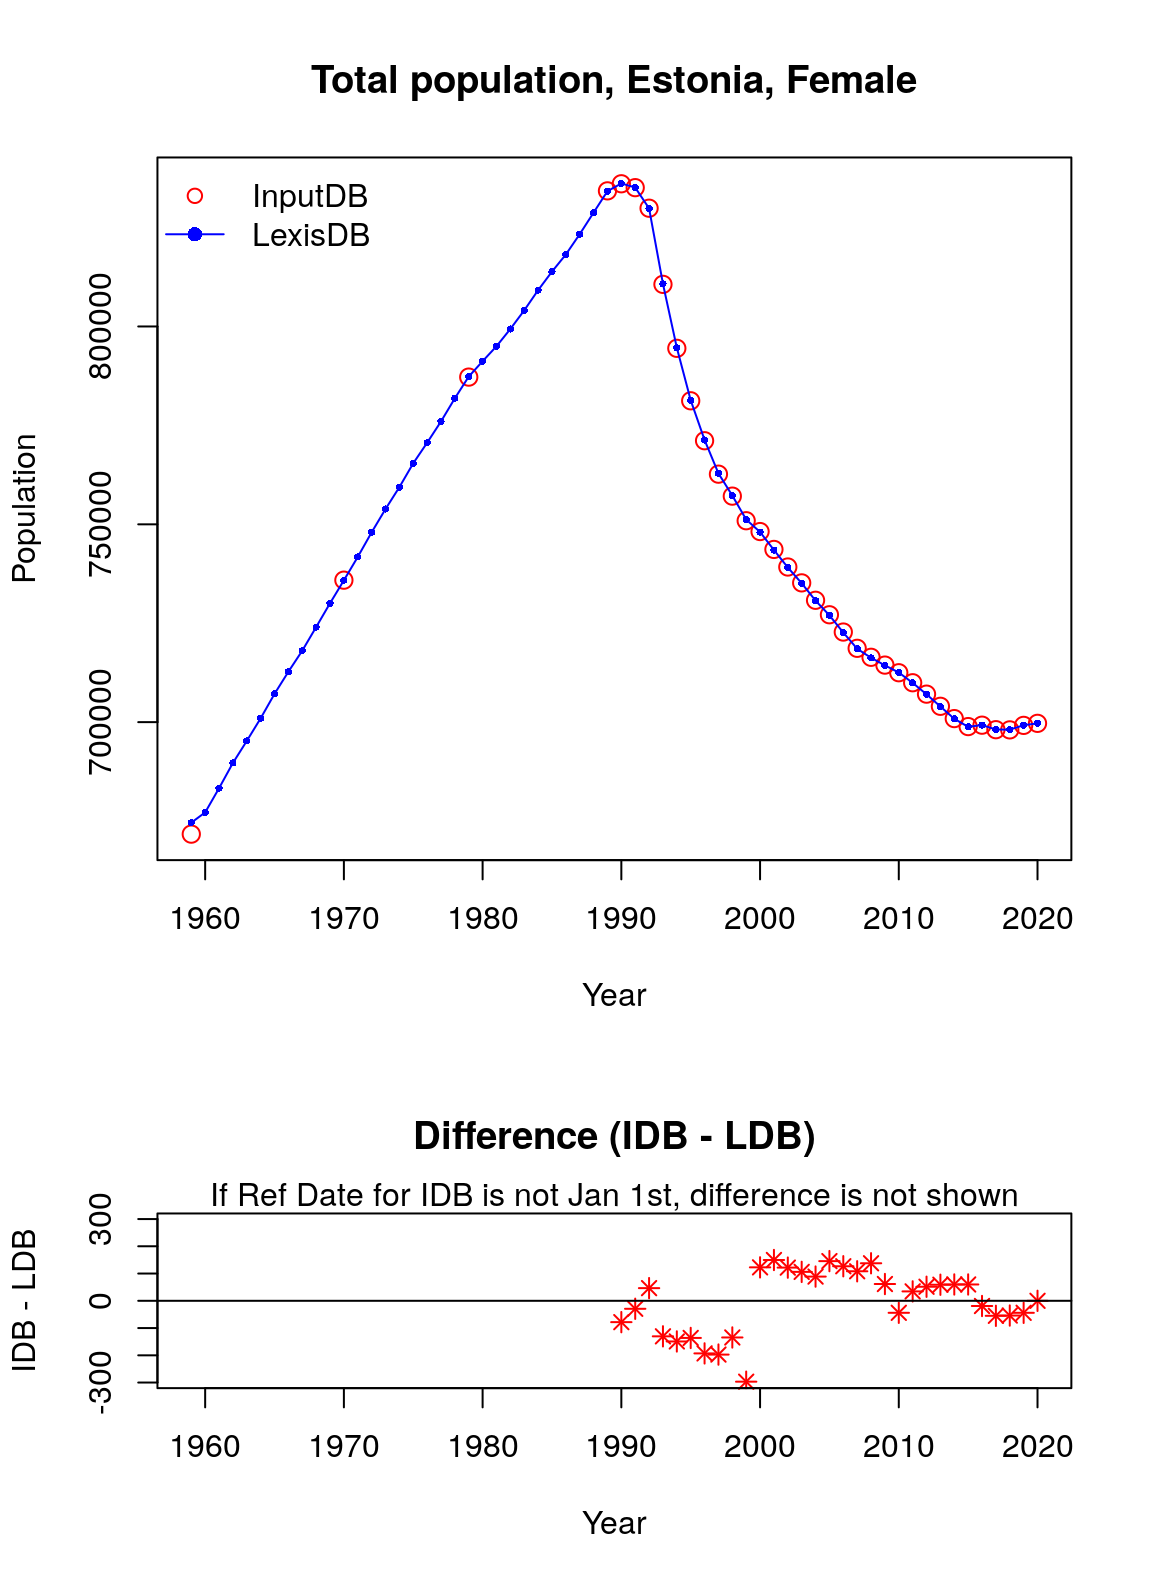 Total population, Estonia, Female
InputDB
LexisDB
Population
800000
750000
700000
1960 1970 1980 1990 2000 2010 2020
Year
Difference (IDB - LDB)
If Ref Date for IDB is not Jan 1st, difference is not shown
IDB - LDB
300
0
-300
1960 1970 1980 1990 2000 2010 2020
Year